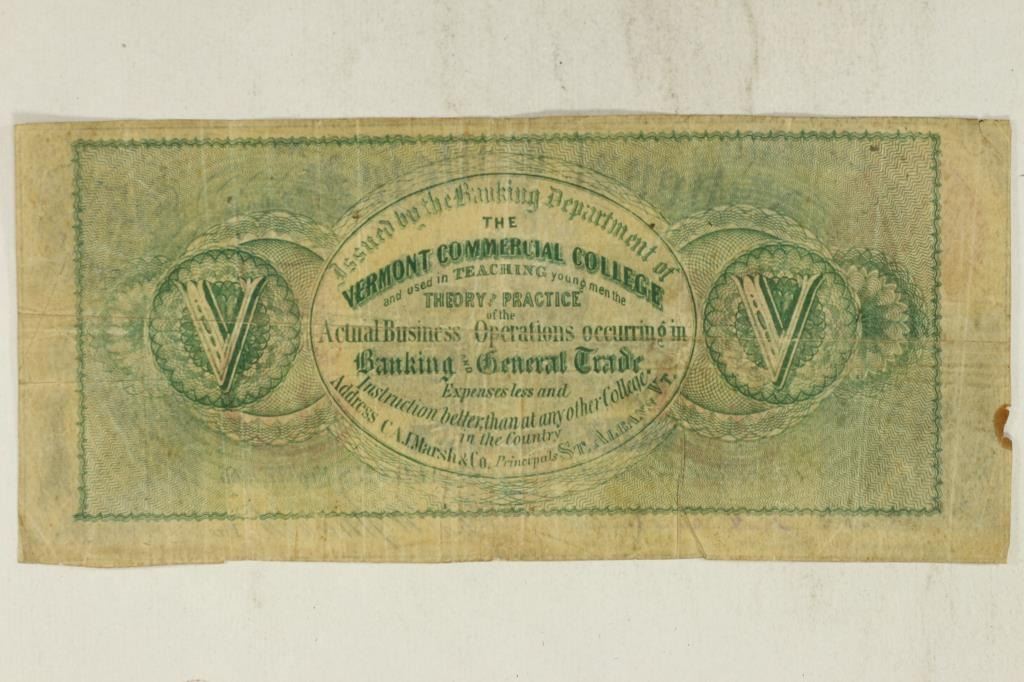 Issued by the Banking Department of
THE
VERMONT COMMERCIAL COLLEGE
and used in TEACHING young men the
THEORY and PRACTICE
of the
Actual Business Operations occurring in
Banking AND General Trade
Expenses less and
Instruction better, than at any other College
in the Country
Address C.A.J. Marsh & Co. Principals ST. ALBANS VT.
V
V